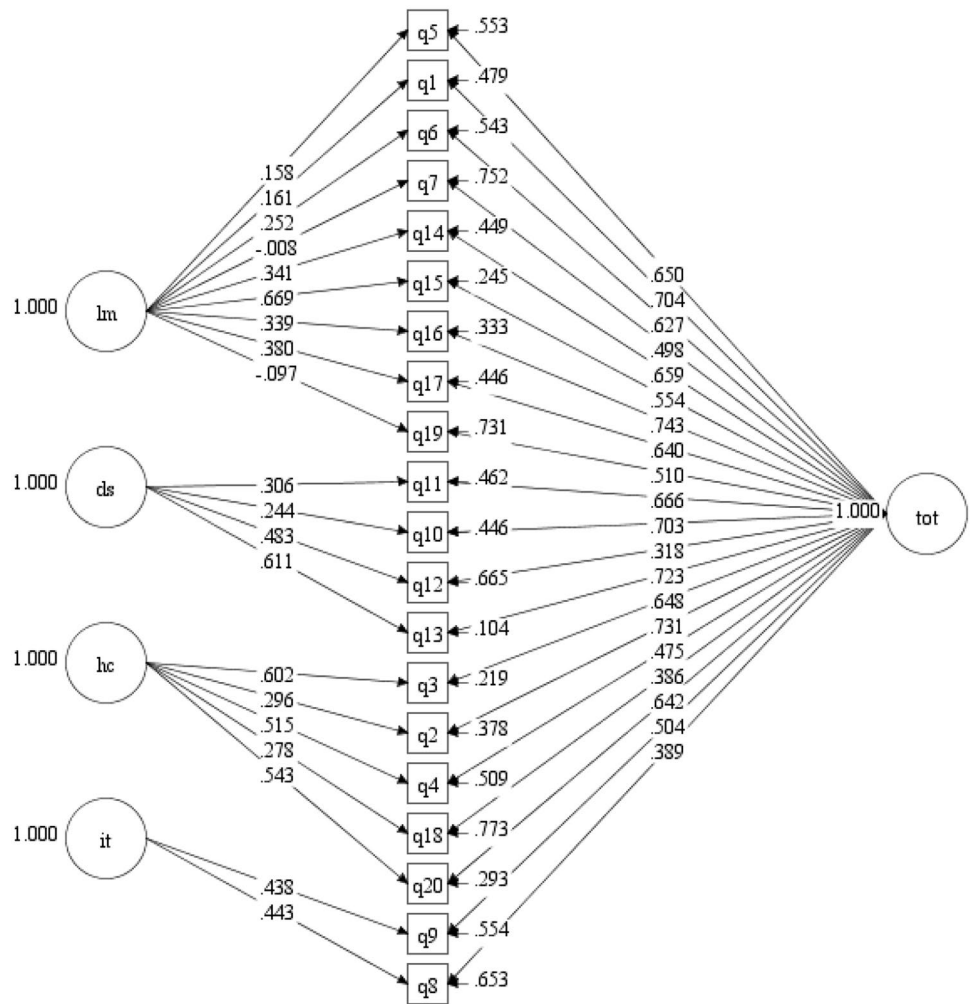 q5 .553
q1 .479
q6 .543
q7 .752
q14 .449
q15 .245
q16 .333
q17 .446
q19 .731
q11 .462
q10 .446
q12 .665
q13 .104
q3 .219
q2 .378
q4 .509
q18 .773
q20 .293
q9 .554
q8 .653
1.000 lm
.158
.161
.252
-.008
.341
.669
.339
.380
-.097
1.000 ds
.306
.244
.483
.611
1.000 hc
.602
.296
.515
.278
.543
1.000 it
.438
.443
.650
.704
.627
.498
.659
.554
.743
.640
.510
.666
.703
.318
.723
.648
.731
.475
.386
.642
.504
.389
1.000 tot